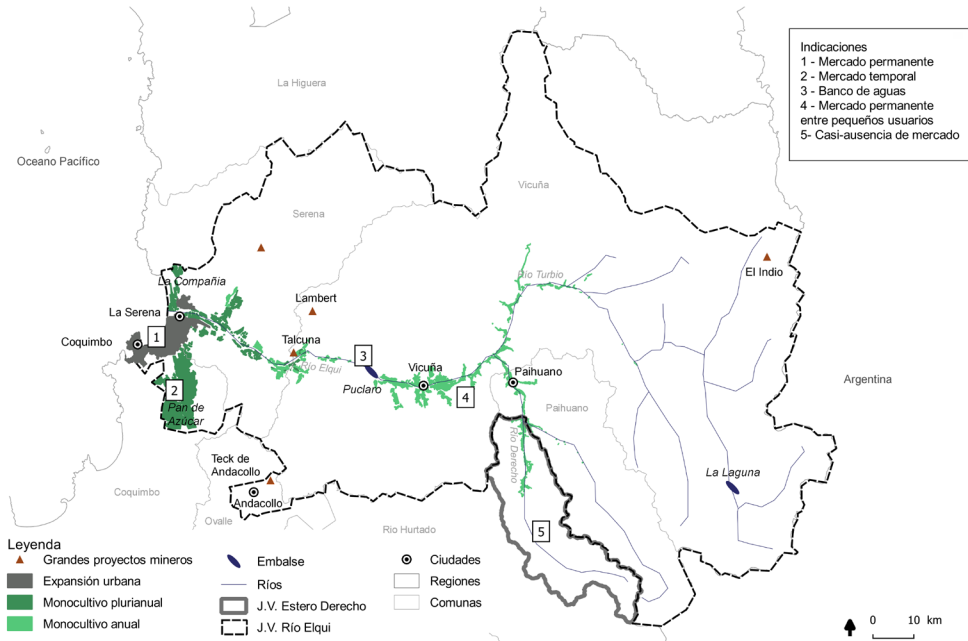 Indicaciones
1 - Mercado permanente
2 - Mercado temporal
3 - Banco de aguas
4 - Mercado permanente
entre pequeños usuarios
5- Casi-ausencia de mercado
La Higuera
Oceano Pacífico
Vicuña
Serena
El Indio
Río Turbio
La Compañia
Lambert
La Serena
1
Coquimbo
Talcuna
3
Río Elqui
Puclaro
Vicuña
4
Paihuano
Argentina
2
Pan de
Azúcar
Paihuano
Río Derecho
Teck de
Andacollo
La Laguna
Coquimbo
Andacollo
Ovalle
Río Hurtado
5
Leyenda
Grandes proyectos mineros
Expansión urbana
Monocultivo plurianual
Monocultivo anual
Embalse
Ríos
J.V. Estero Derecho
J.V. Río Elqui
Ciudades
Regiones
Comunas
0 10 km